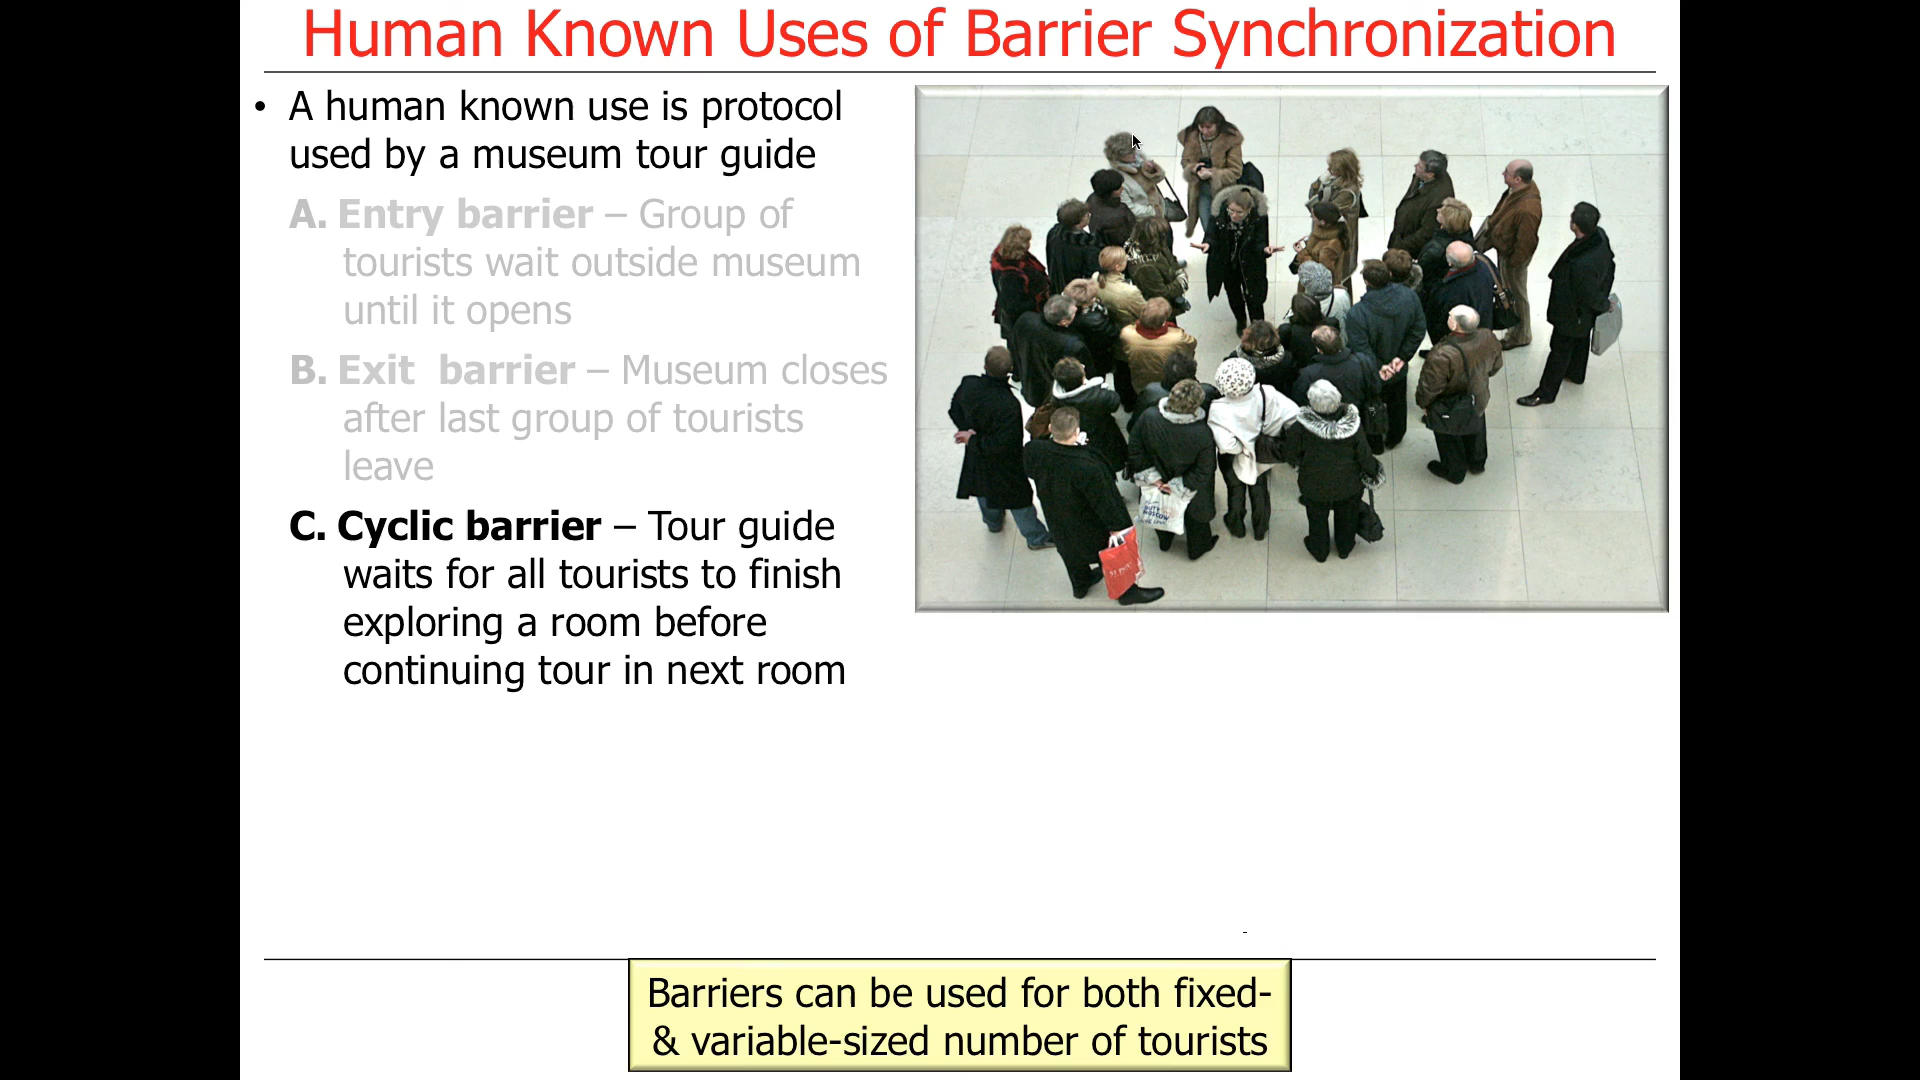 Human Known Uses of Barrier Synchronization
• A human known use is protocol
used by a museum tour guide
A. Entry barrier – Group of
tourists wait outside museum
until it opens
B. Exit barrier – Museum closes
after last group of tourists
leave
C. Cyclic barrier – Tour guide
waits for all tourists to finish
exploring a room before
continuing tour in next room
Barriers can be used for both fixed-
& variable-sized number of tourists